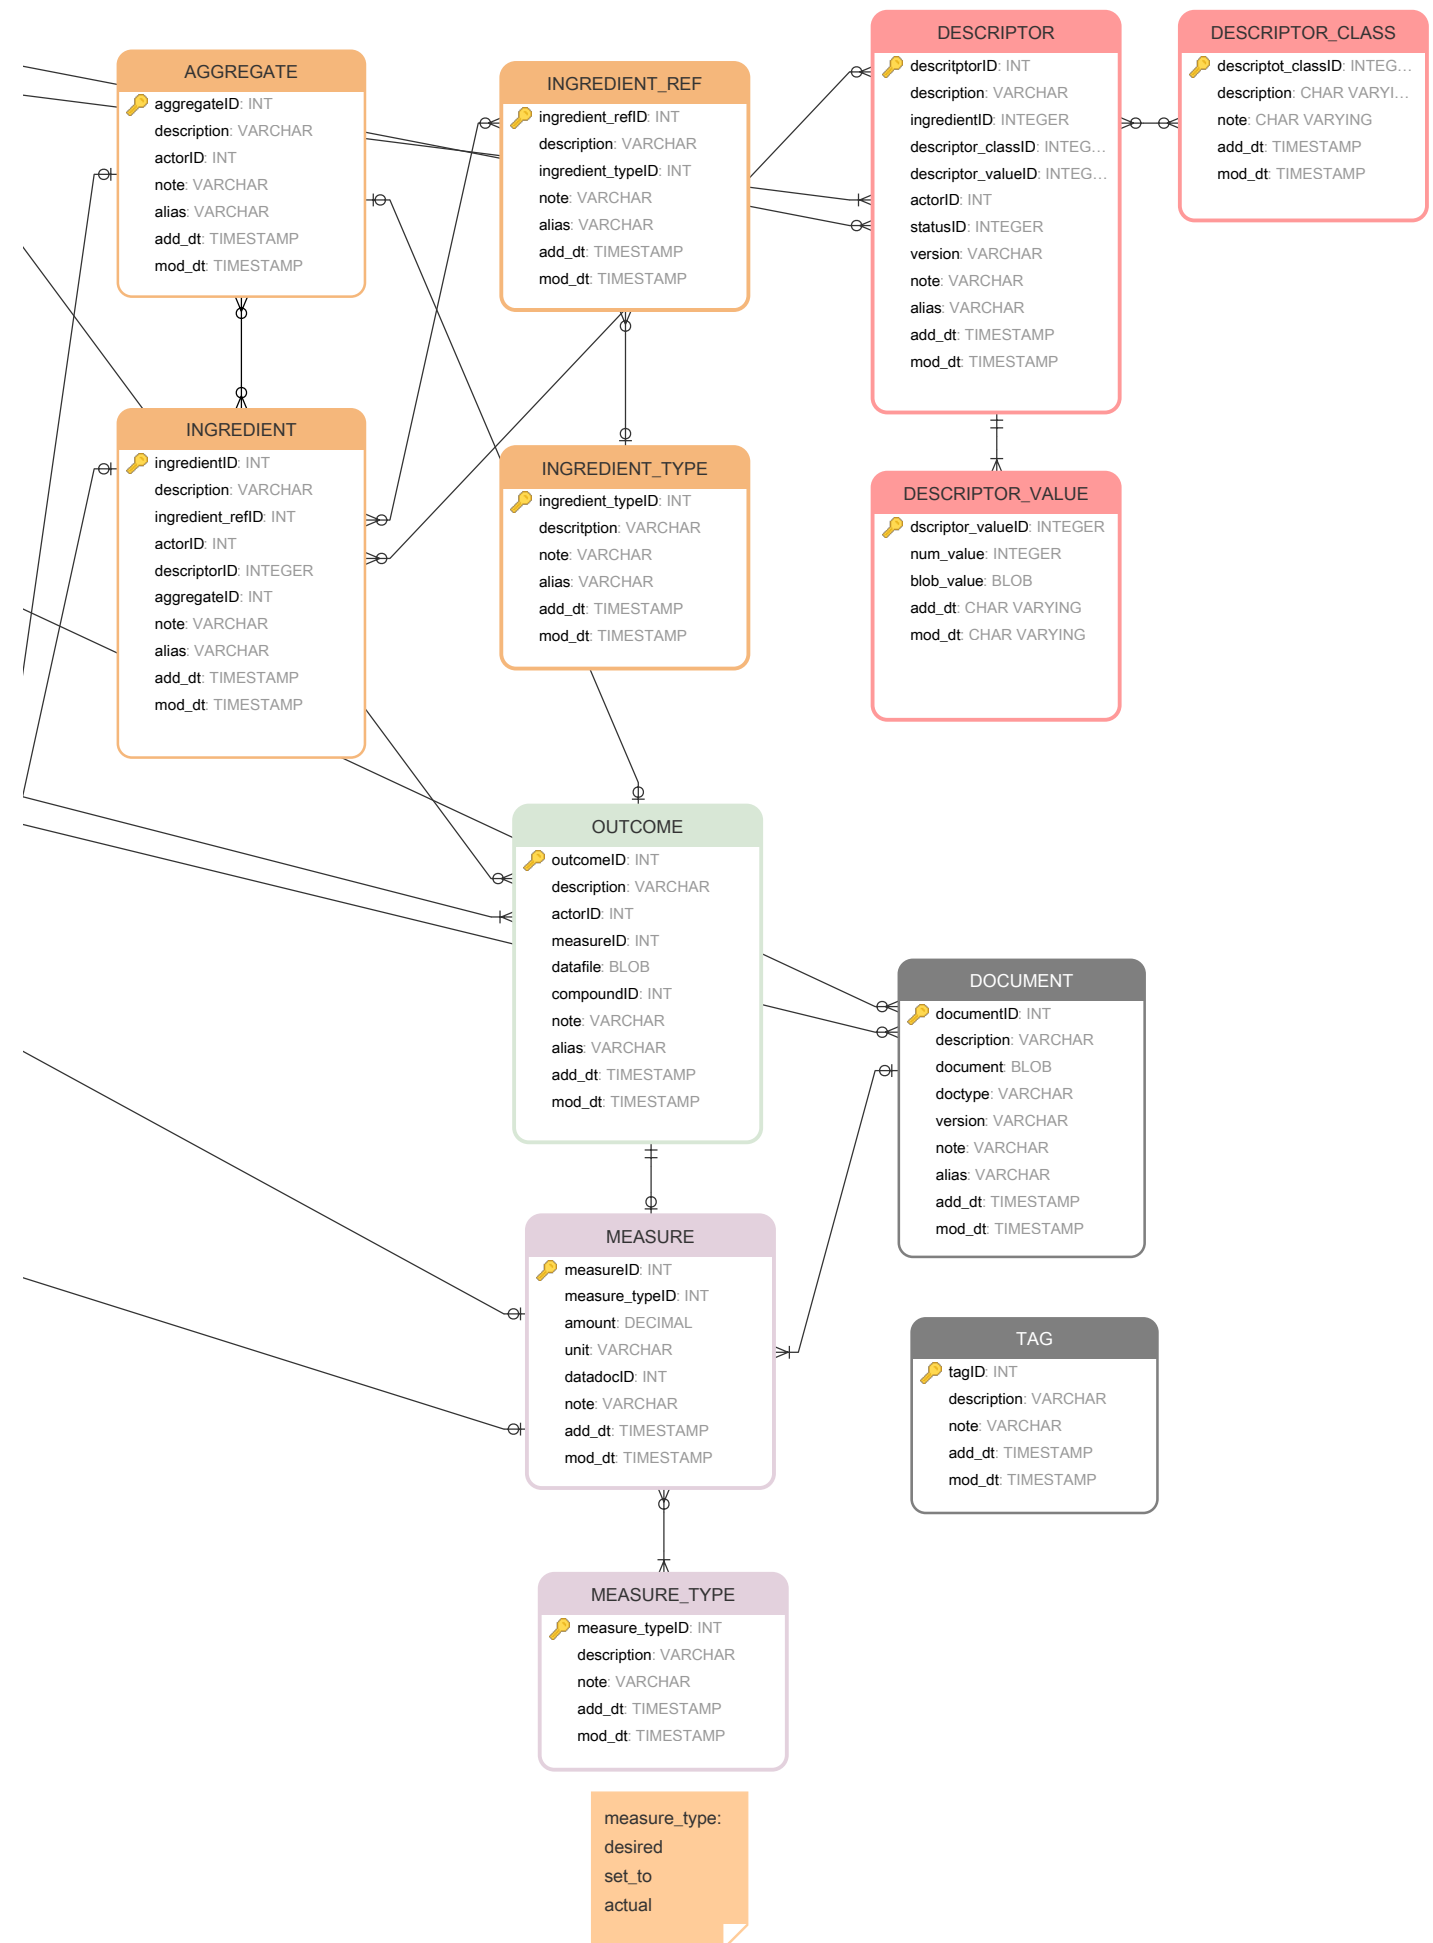 AGGREGATE
aggregateID: INT
description: VARCHAR
actorID: INT
note: VARCHAR
alias: VARCHAR
add_dt: TIMESTAMP
mod_dt: TIMESTAMP
INGREDIENT_REF
ingredient_refID: INT
description: VARCHAR
ingredient_typeID: INT
note: VARCHAR
alias: VARCHAR
add_dt: TIMESTAMP
mod_dt: TIMESTAMP
DESCRIPTOR
descritptorID: INT
description: VARCHAR
ingredientID: INTEGER
descriptor_classID: INTEG…
descriptor_valueID: INTEG…
actorID: INT
statusID: INTEGER
version: VARCHAR
note: VARCHAR
alias: VARCHAR
add_dt: TIMESTAMP
mod_dt: TIMESTAMP
DESCRIPTOR_CLASS
descriptot_classID: INTEG…
description: CHAR VARYI…
note: CHAR VARYING
add_dt: TIMESTAMP
mod_dt: TIMESTAMP
INGREDIENT
ingredientID: INT
description: VARCHAR
ingredient_refID: INT
actorID: INT
descriptorID: INTEGER
aggregateID: INT
note: VARCHAR
alias: VARCHAR
add_dt: TIMESTAMP
mod_dt: TIMESTAMP
INGREDIENT_TYPE
ingredient_typeID: INT
descritption: VARCHAR
note: VARCHAR
alias: VARCHAR
add_dt: TIMESTAMP
mod_dt: TIMESTAMP
DESCRIPTOR_VALUE
dscriptor_valueID: INTEGER
num_value: INTEGER
blob_value: BLOB
add_dt: CHAR VARYING
mod_dt: CHAR VARYING
OUTCOME
outcomeID: INT
description: VARCHAR
actorID: INT
measureID: INT
datafile: BLOB
compoundID: INT
note: VARCHAR
alias: VARCHAR
add_dt: TIMESTAMP
mod_dt: TIMESTAMP
DOCUMENT
documentID: INT
description: VARCHAR
document: BLOB
doctype: VARCHAR
version: VARCHAR
note: VARCHAR
alias: VARCHAR
add_dt: TIMESTAMP
mod_dt: TIMESTAMP
MEASURE
measureID: INT
measure_typeID: INT
amount: DECIMAL
unit: VARCHAR
datadocID: INT
note: VARCHAR
add_dt: TIMESTAMP
mod_dt: TIMESTAMP
TAG
tagID: INT
description: VARCHAR
note: VARCHAR
add_dt: TIMESTAMP
mod_dt: TIMESTAMP
MEASURE_TYPE
measure_typeID: INT
description: VARCHAR
note: VARCHAR
add_dt: TIMESTAMP
mod_dt: TIMESTAMP
measure_type:
desired
set_to
actual